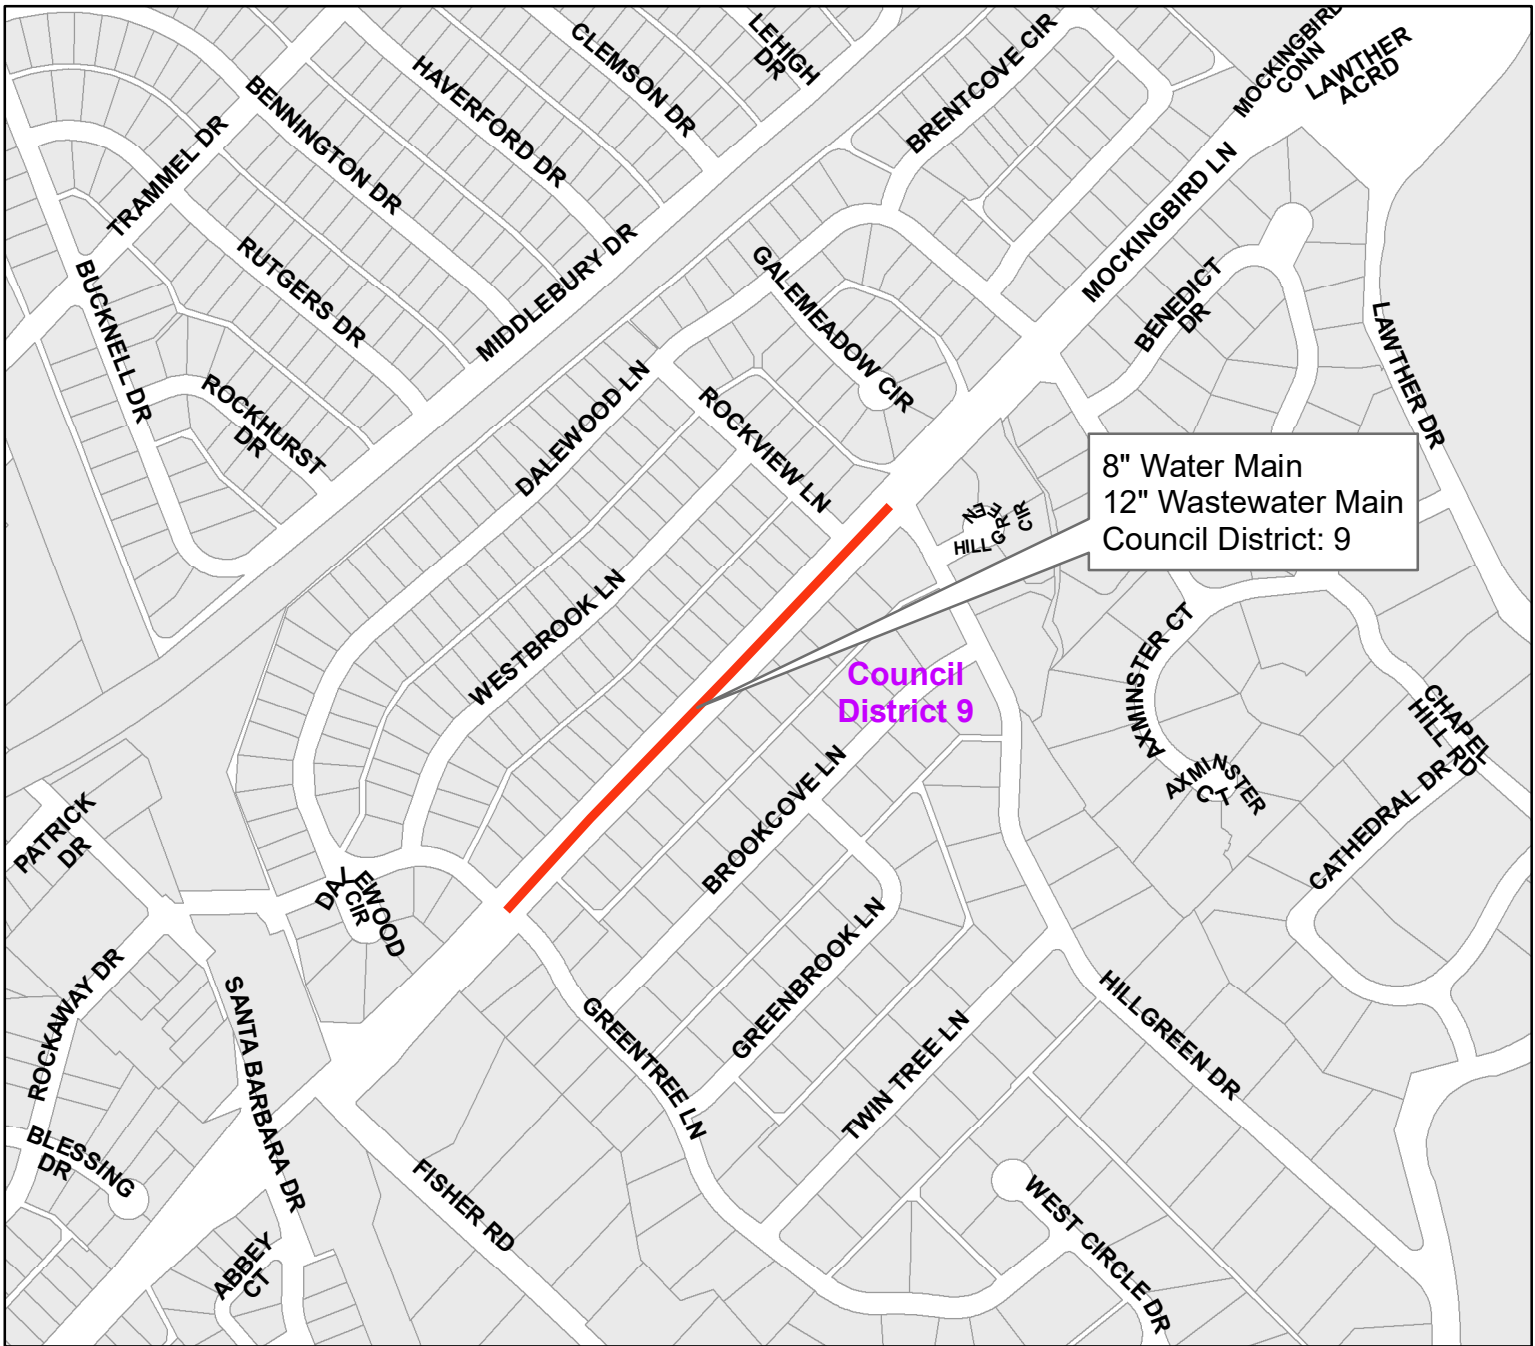 LEHIGH
DR
CLEMSON DR
HAVERFORD DR
BENNINGTON DR
TRAMMEL DR
BRENTCOVE CIR
MOCKINGBIRD
CONN
LAWTHER
ACRD
MOCKINGBIRD LN
RUTGERS DR
MIDDLEBURY DR
BUCKNELL DR
GALEMEADOW CIR
BENEDICT
DR
LAWTHER DR
ROCKHURST
DR
DALEWOOD LN
ROCKVIEW LN
8" Water Main
12" Wastewater Main
Council District: 9
HILLGREEN
CIR
WESTBROOK LN
Council
District 9
AXMINSTER CT
CHAPEL
HILL RD
AXMINSTER
CT
CATHEDRAL DR
BROOKCOVE LN
PATRICK
DR
DALEWOOD
CIR
GREENBROOK LN
ROCKAWAY DR
SANTA BARBARA DR
GREENTREE LN
TWIN TREE LN
HILLGREEN DR
BLESSING
DR
FISHER RD
WEST CIRCLE DR
ABBEY
CT